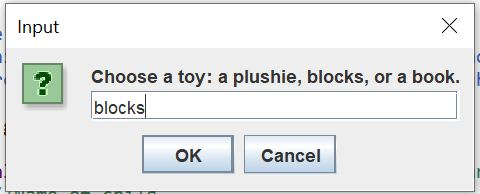 Input
Choose a toy: a plushie, blocks, or a book.
blocks
OK
Cancel